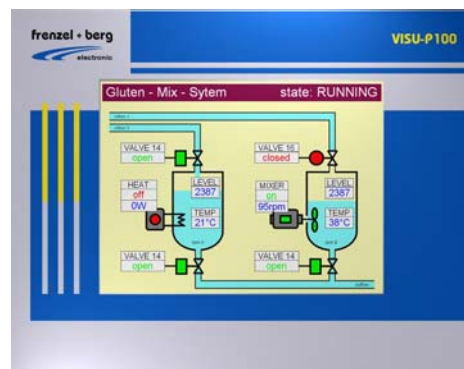 frenzel + berg
electronic
VISU-P100
Gluten - Mix - Sytem
state: RUNNING
VALVE 14
open
VALVE 16
closed
HEAT
off
0W
LEVEL
2387
TEMP
21°C
MIXER
on
95rpm
LEVEL
2387
TEMP
38°C
VALVE 14
open
VALVE 14
open